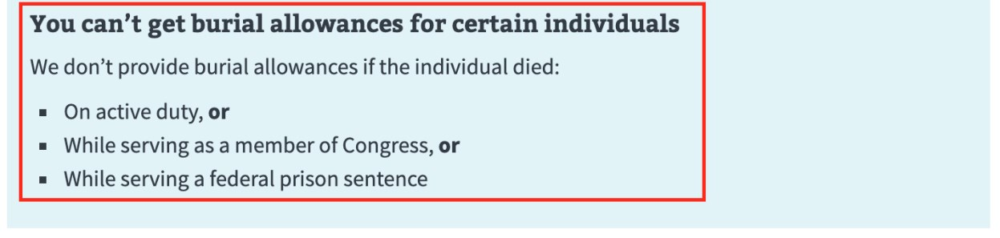 You can’t get burial allowances for certain individuals
We don’t provide burial allowances if the individual died:
▪ On active duty, or
▪ While serving as a member of Congress, or
▪ While serving a federal prison sentence